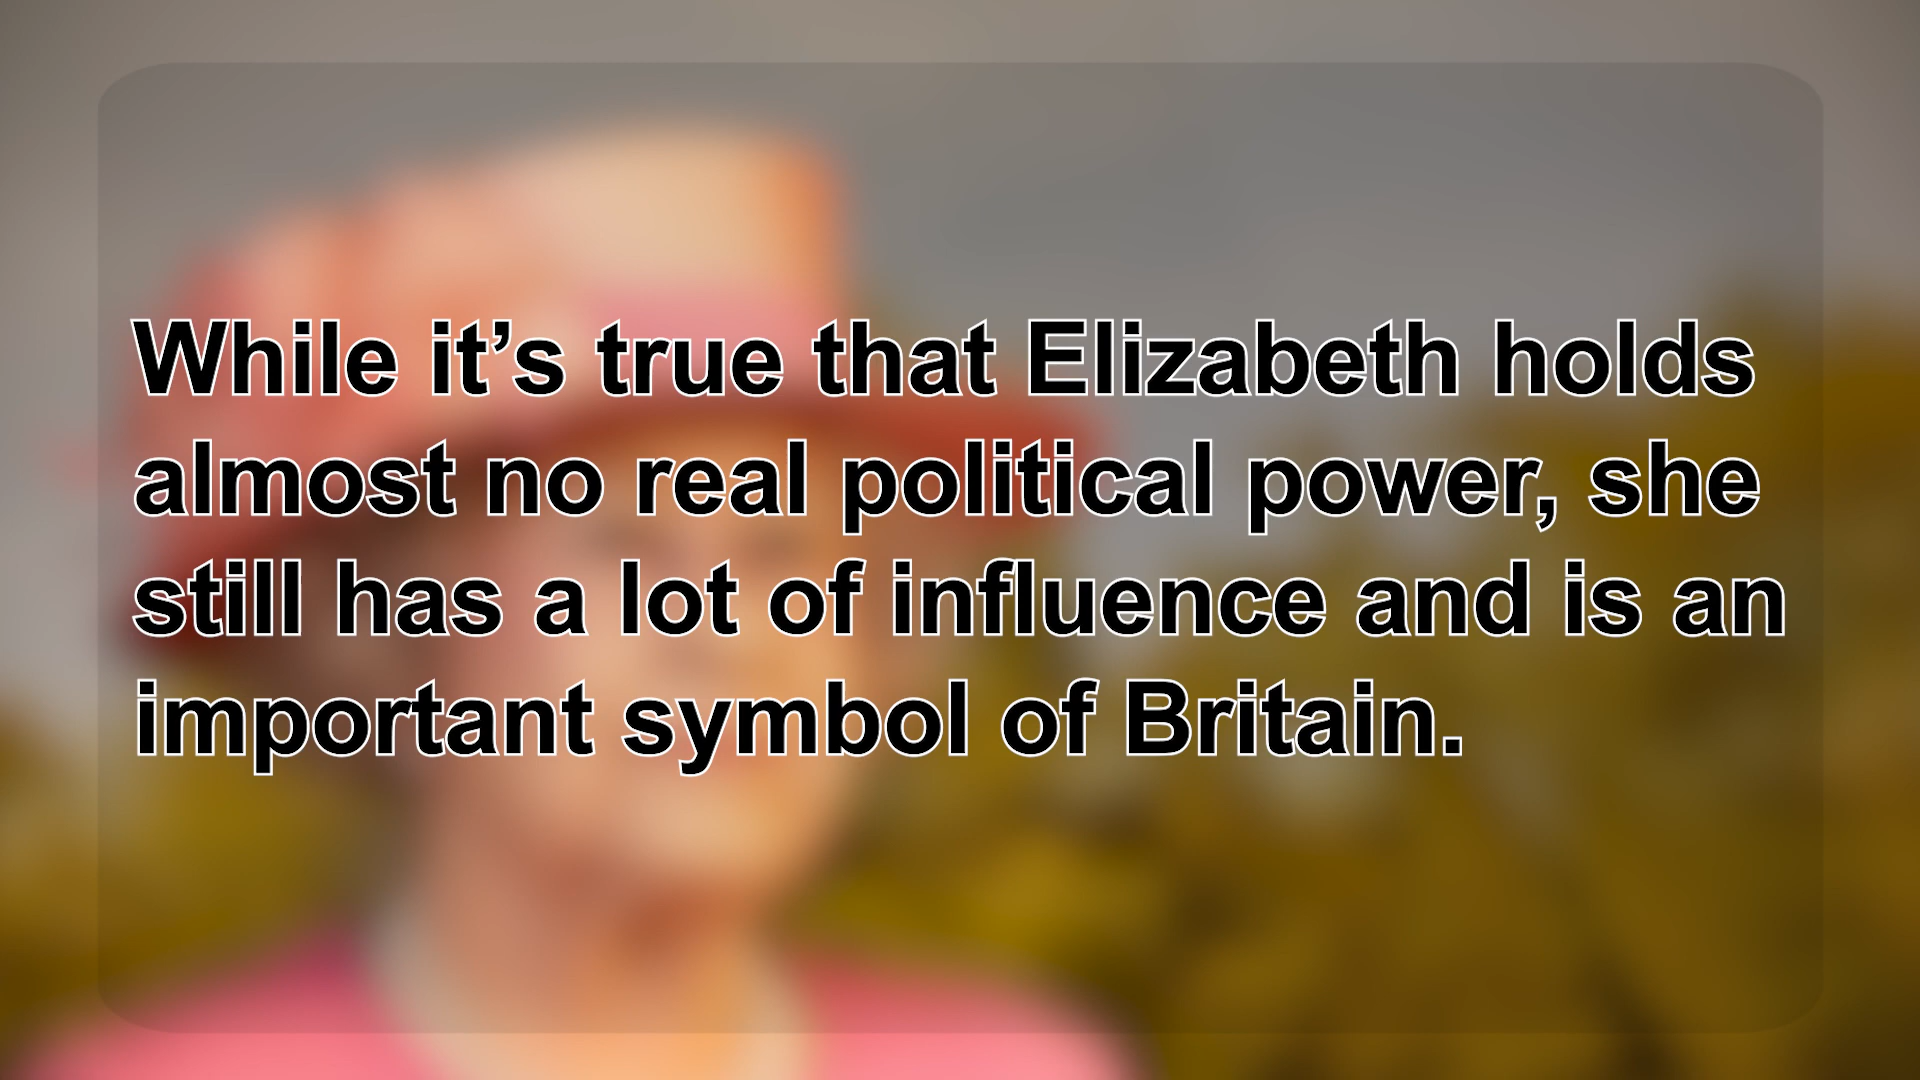 While it’s true that Elizabeth holds
almost no real political power, she
still has a lot of influence and is an
important symbol of Britain.